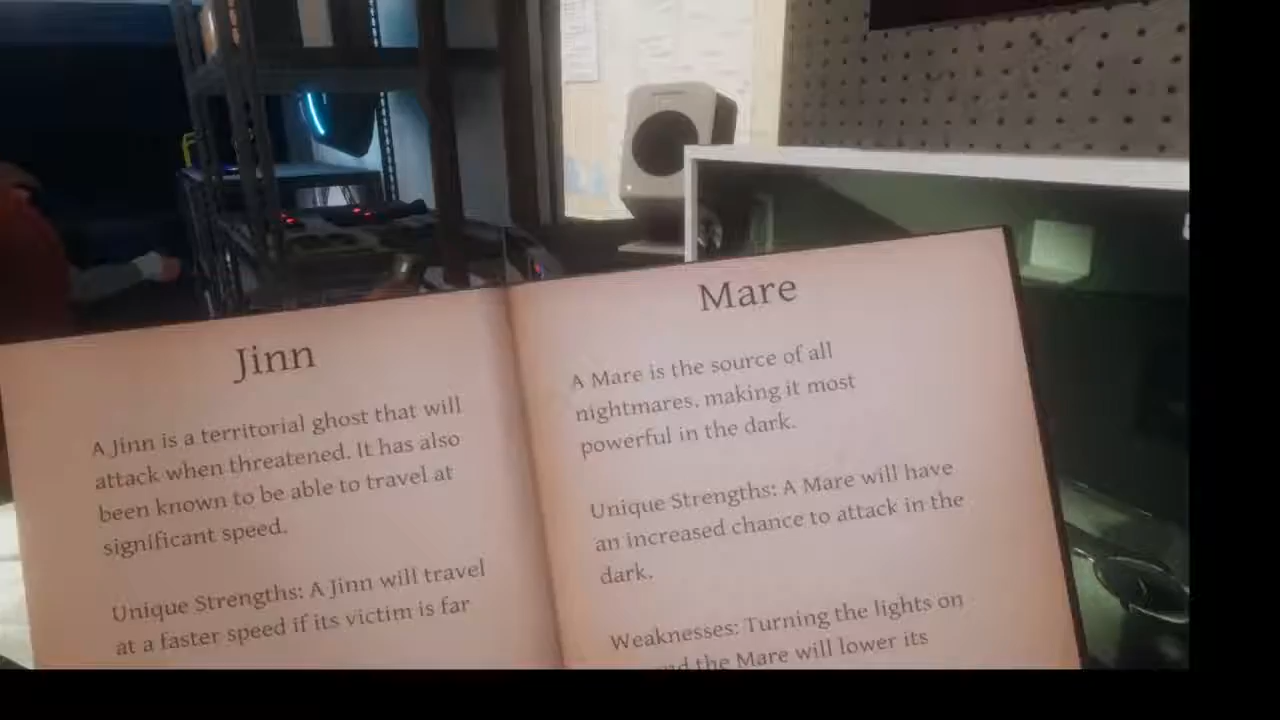 Jinn
A Jinn is a territorial ghost that will
attack when threatened. It has also
been known to be able to travel at
significant speed.
Unique Strengths: A Jinn will travel
at a faster speed if its victim is far
Mare
A Mare is the source of all
nightmares, making it most
powerful in the dark.
Unique Strengths: A Mare will have
an increased chance to attack in the
dark.
Weaknesses: Turning the lights on
the Mare will lower its